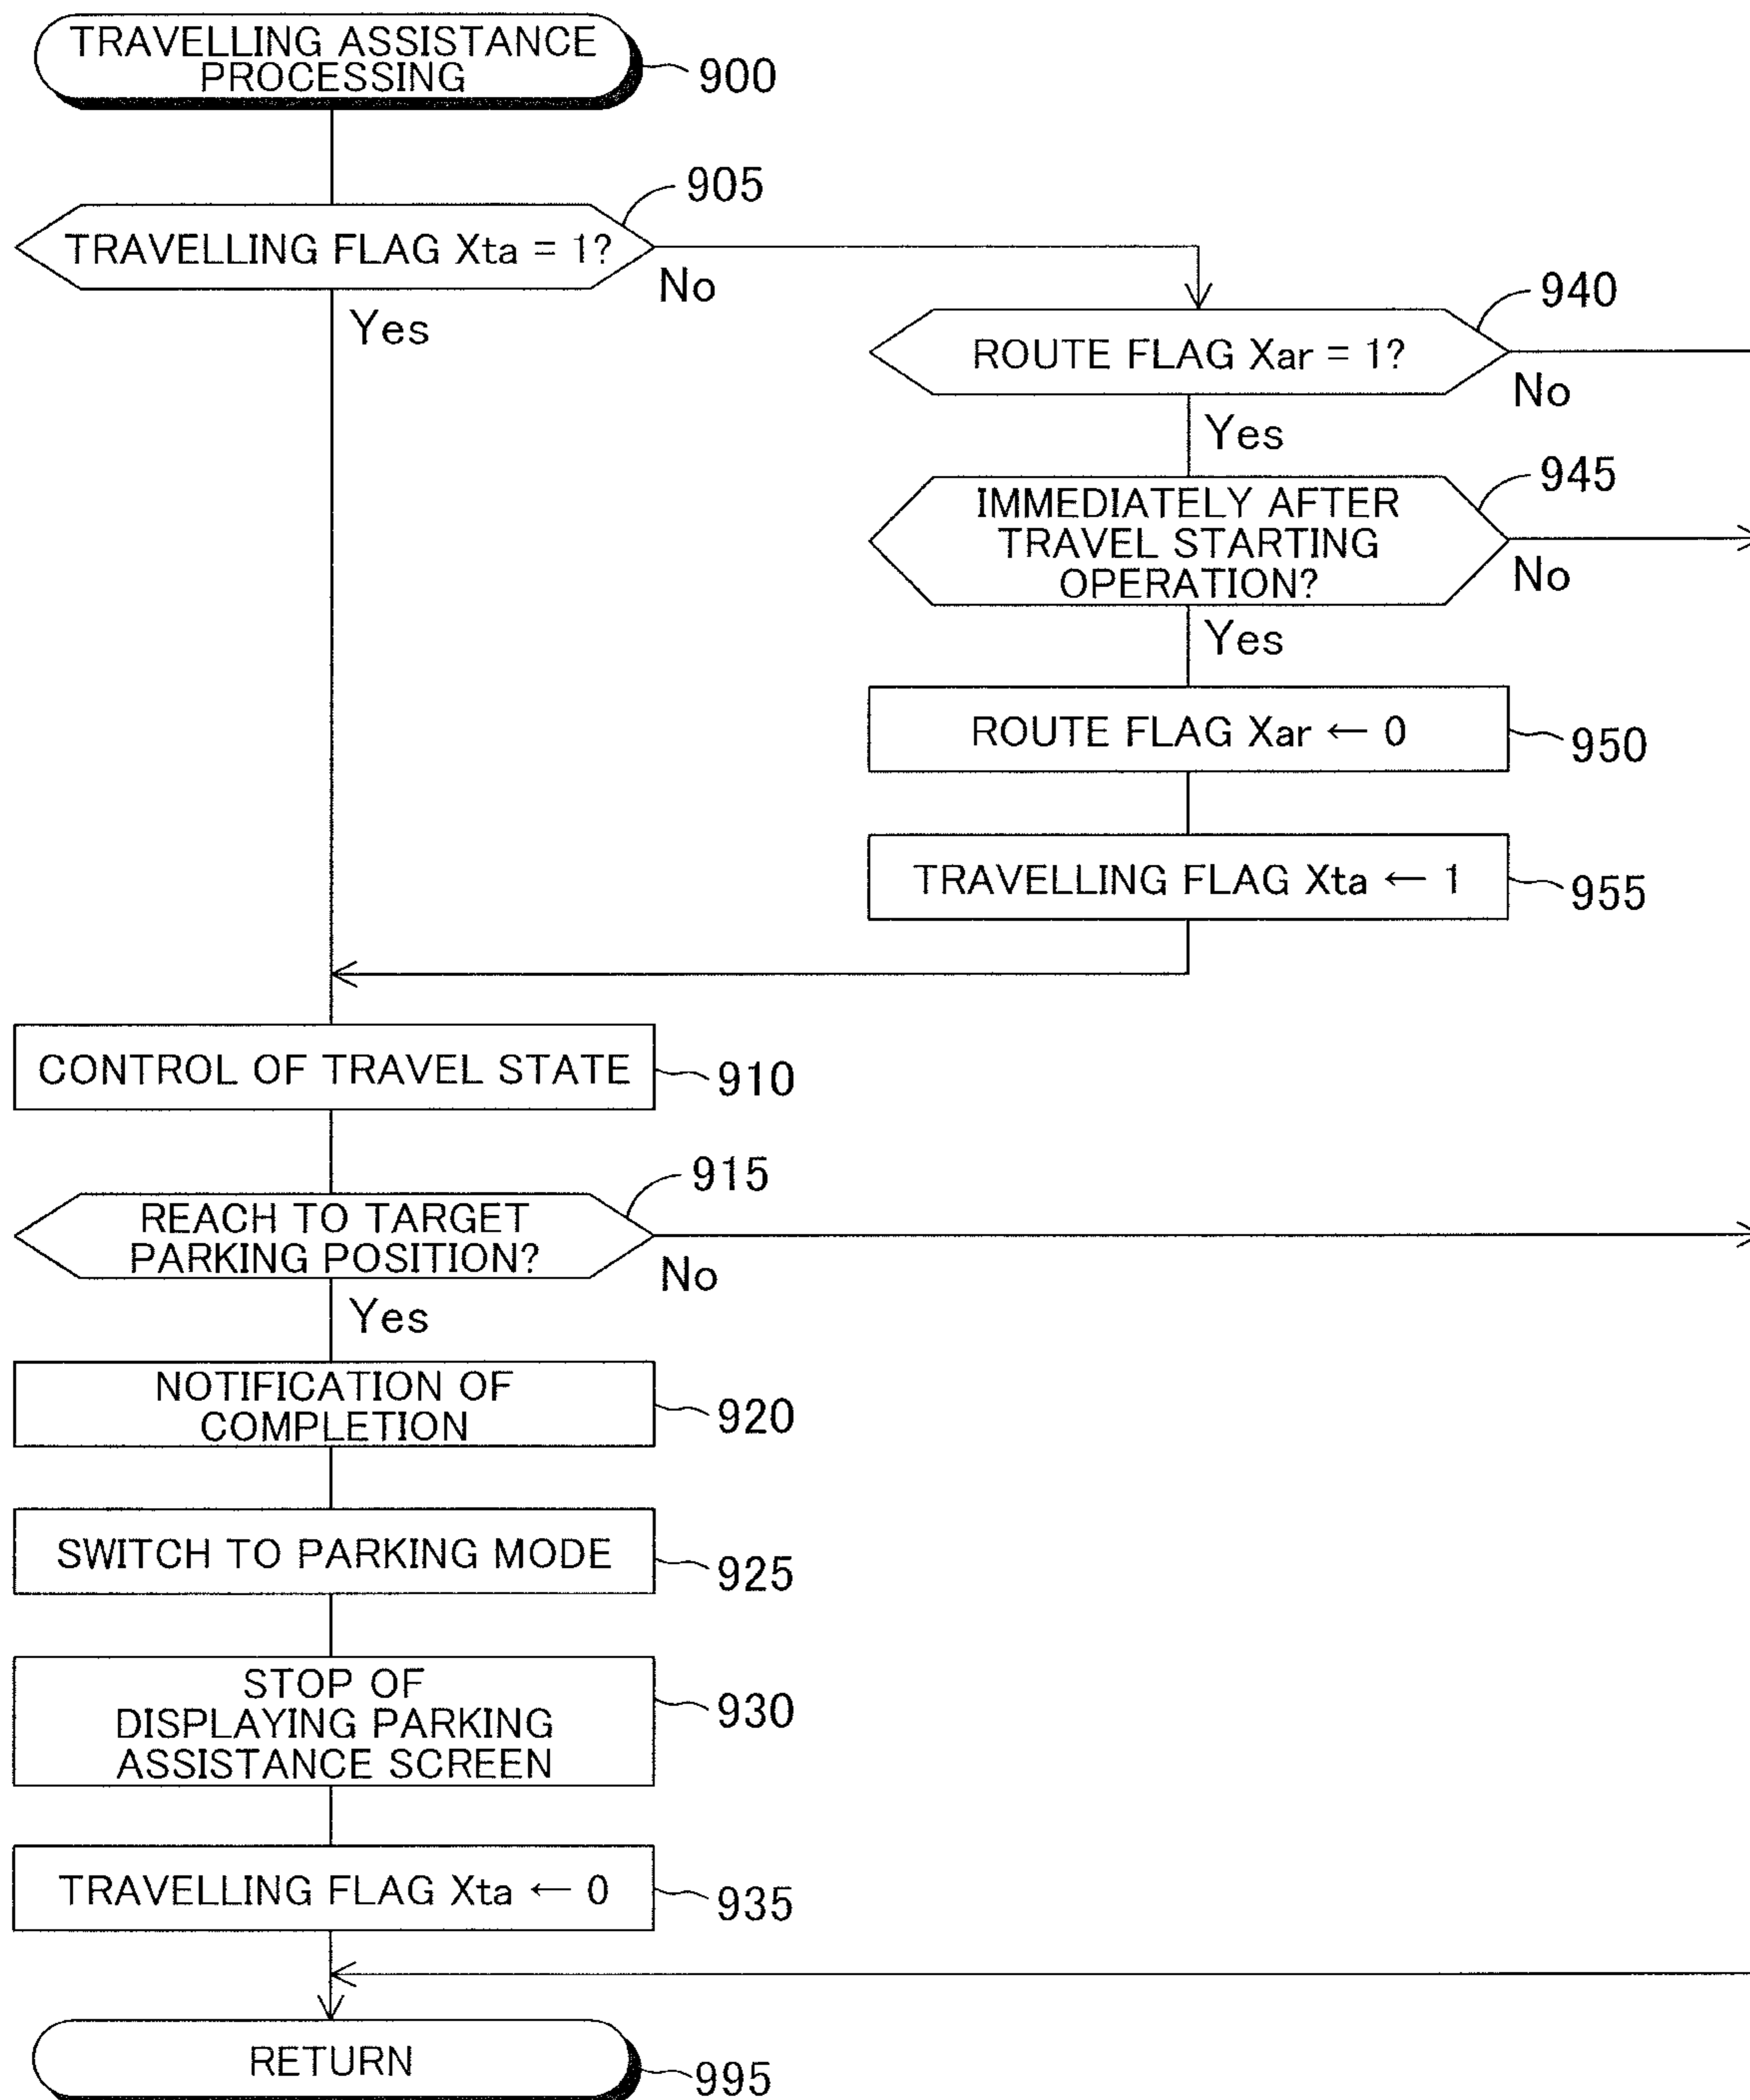 TRAVELLING ASSISTANCE
PROCESSING
900
905
TRAVELLING FLAG Xta = 1?
No
Yes
940
ROUTE FLAG Xar = 1?
No
Yes
945
IMMEDIATELY AFTER
TRAVEL STARTING
OPERATION?
No
Yes
ROUTE FLAG Xar ← 0
950
TRAVELLING FLAG Xta ← 1
955
CONTROL OF TRAVEL STATE
910
915
REACH TO TARGET
PARKING POSITION?
No
Yes
NOTIFICATION OF
COMPLETION
920
SWITCH TO PARKING MODE
925
STOP OF
DISPLAYING PARKING
ASSISTANCE SCREEN
930
TRAVELLING FLAG Xta ← 0
935
RETURN
995